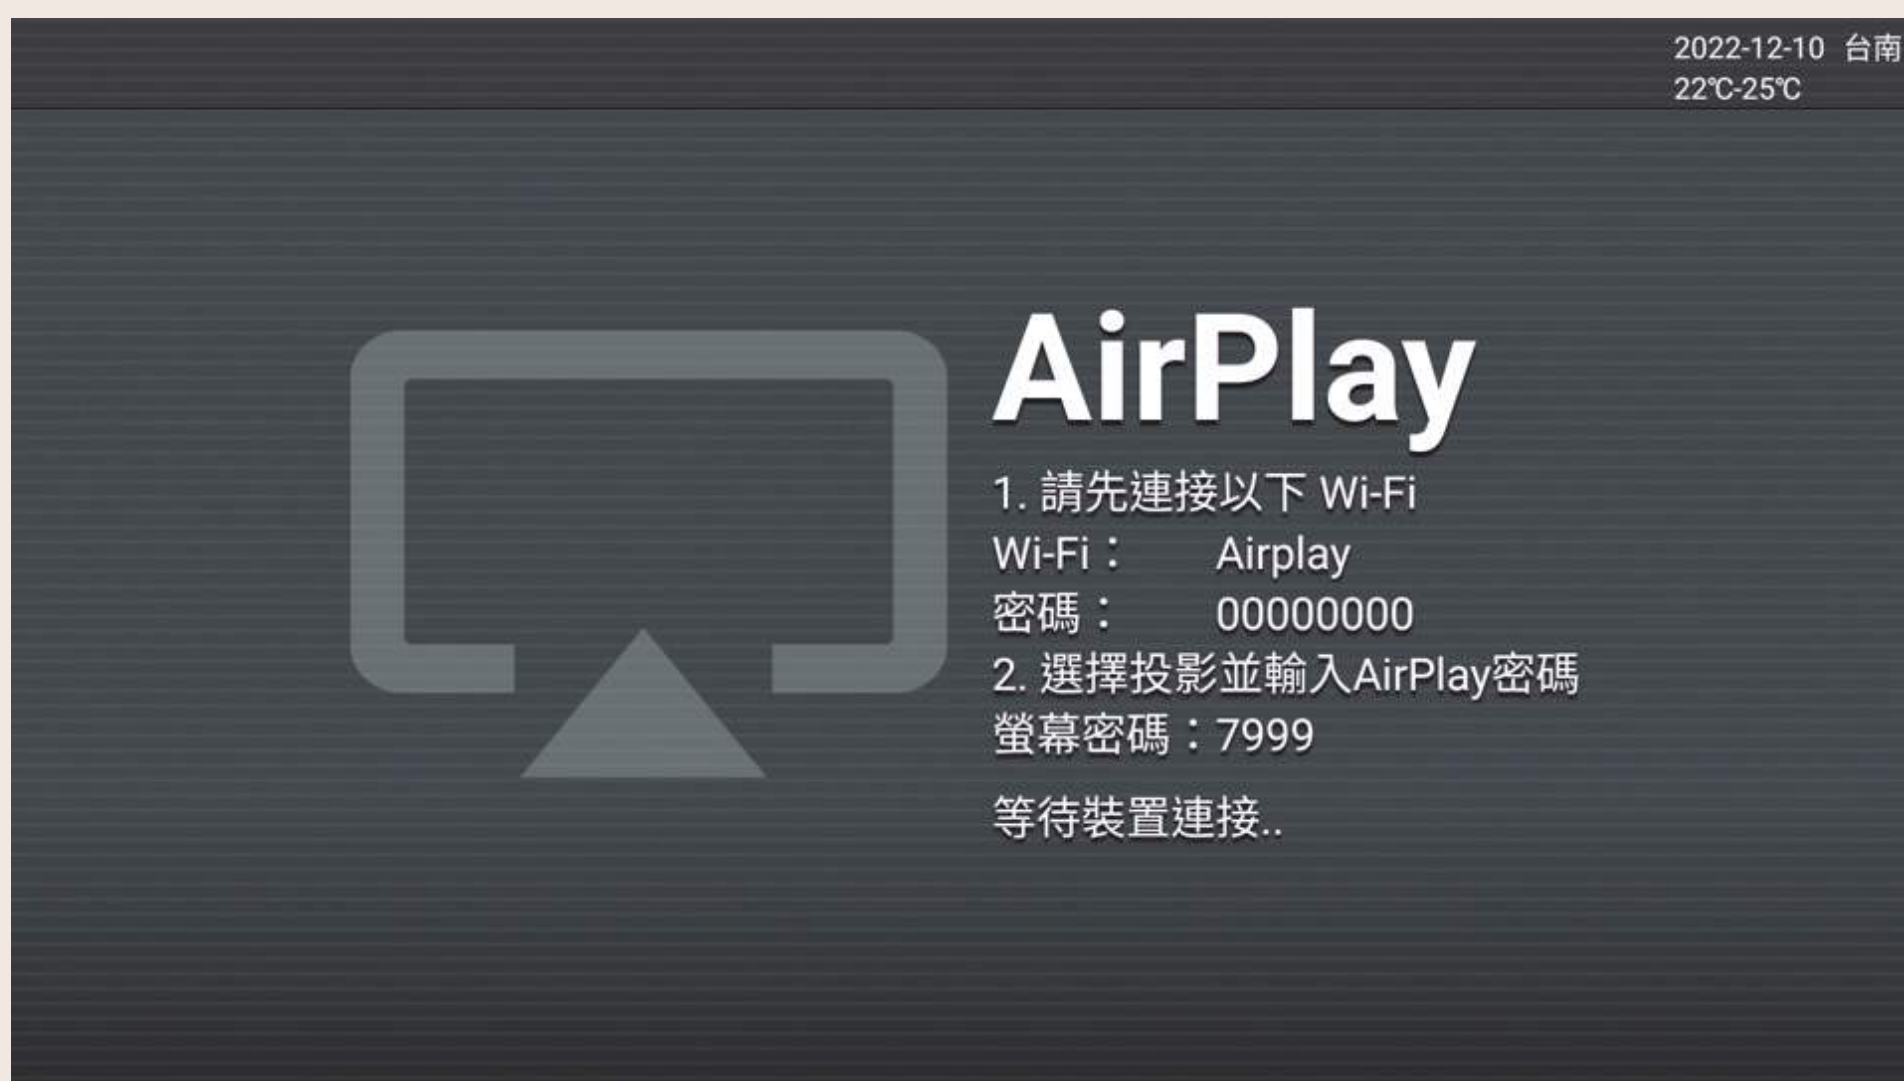 2022-12-10 台南
22℃-25℃
AirPlay
1. 請先連接以下 Wi-Fi
Wi-Fi： Airplay
密碼： 00000000
2. 選擇投影並輸入AirPlay密碼
螢幕密碼：7999
等待裝置連接..